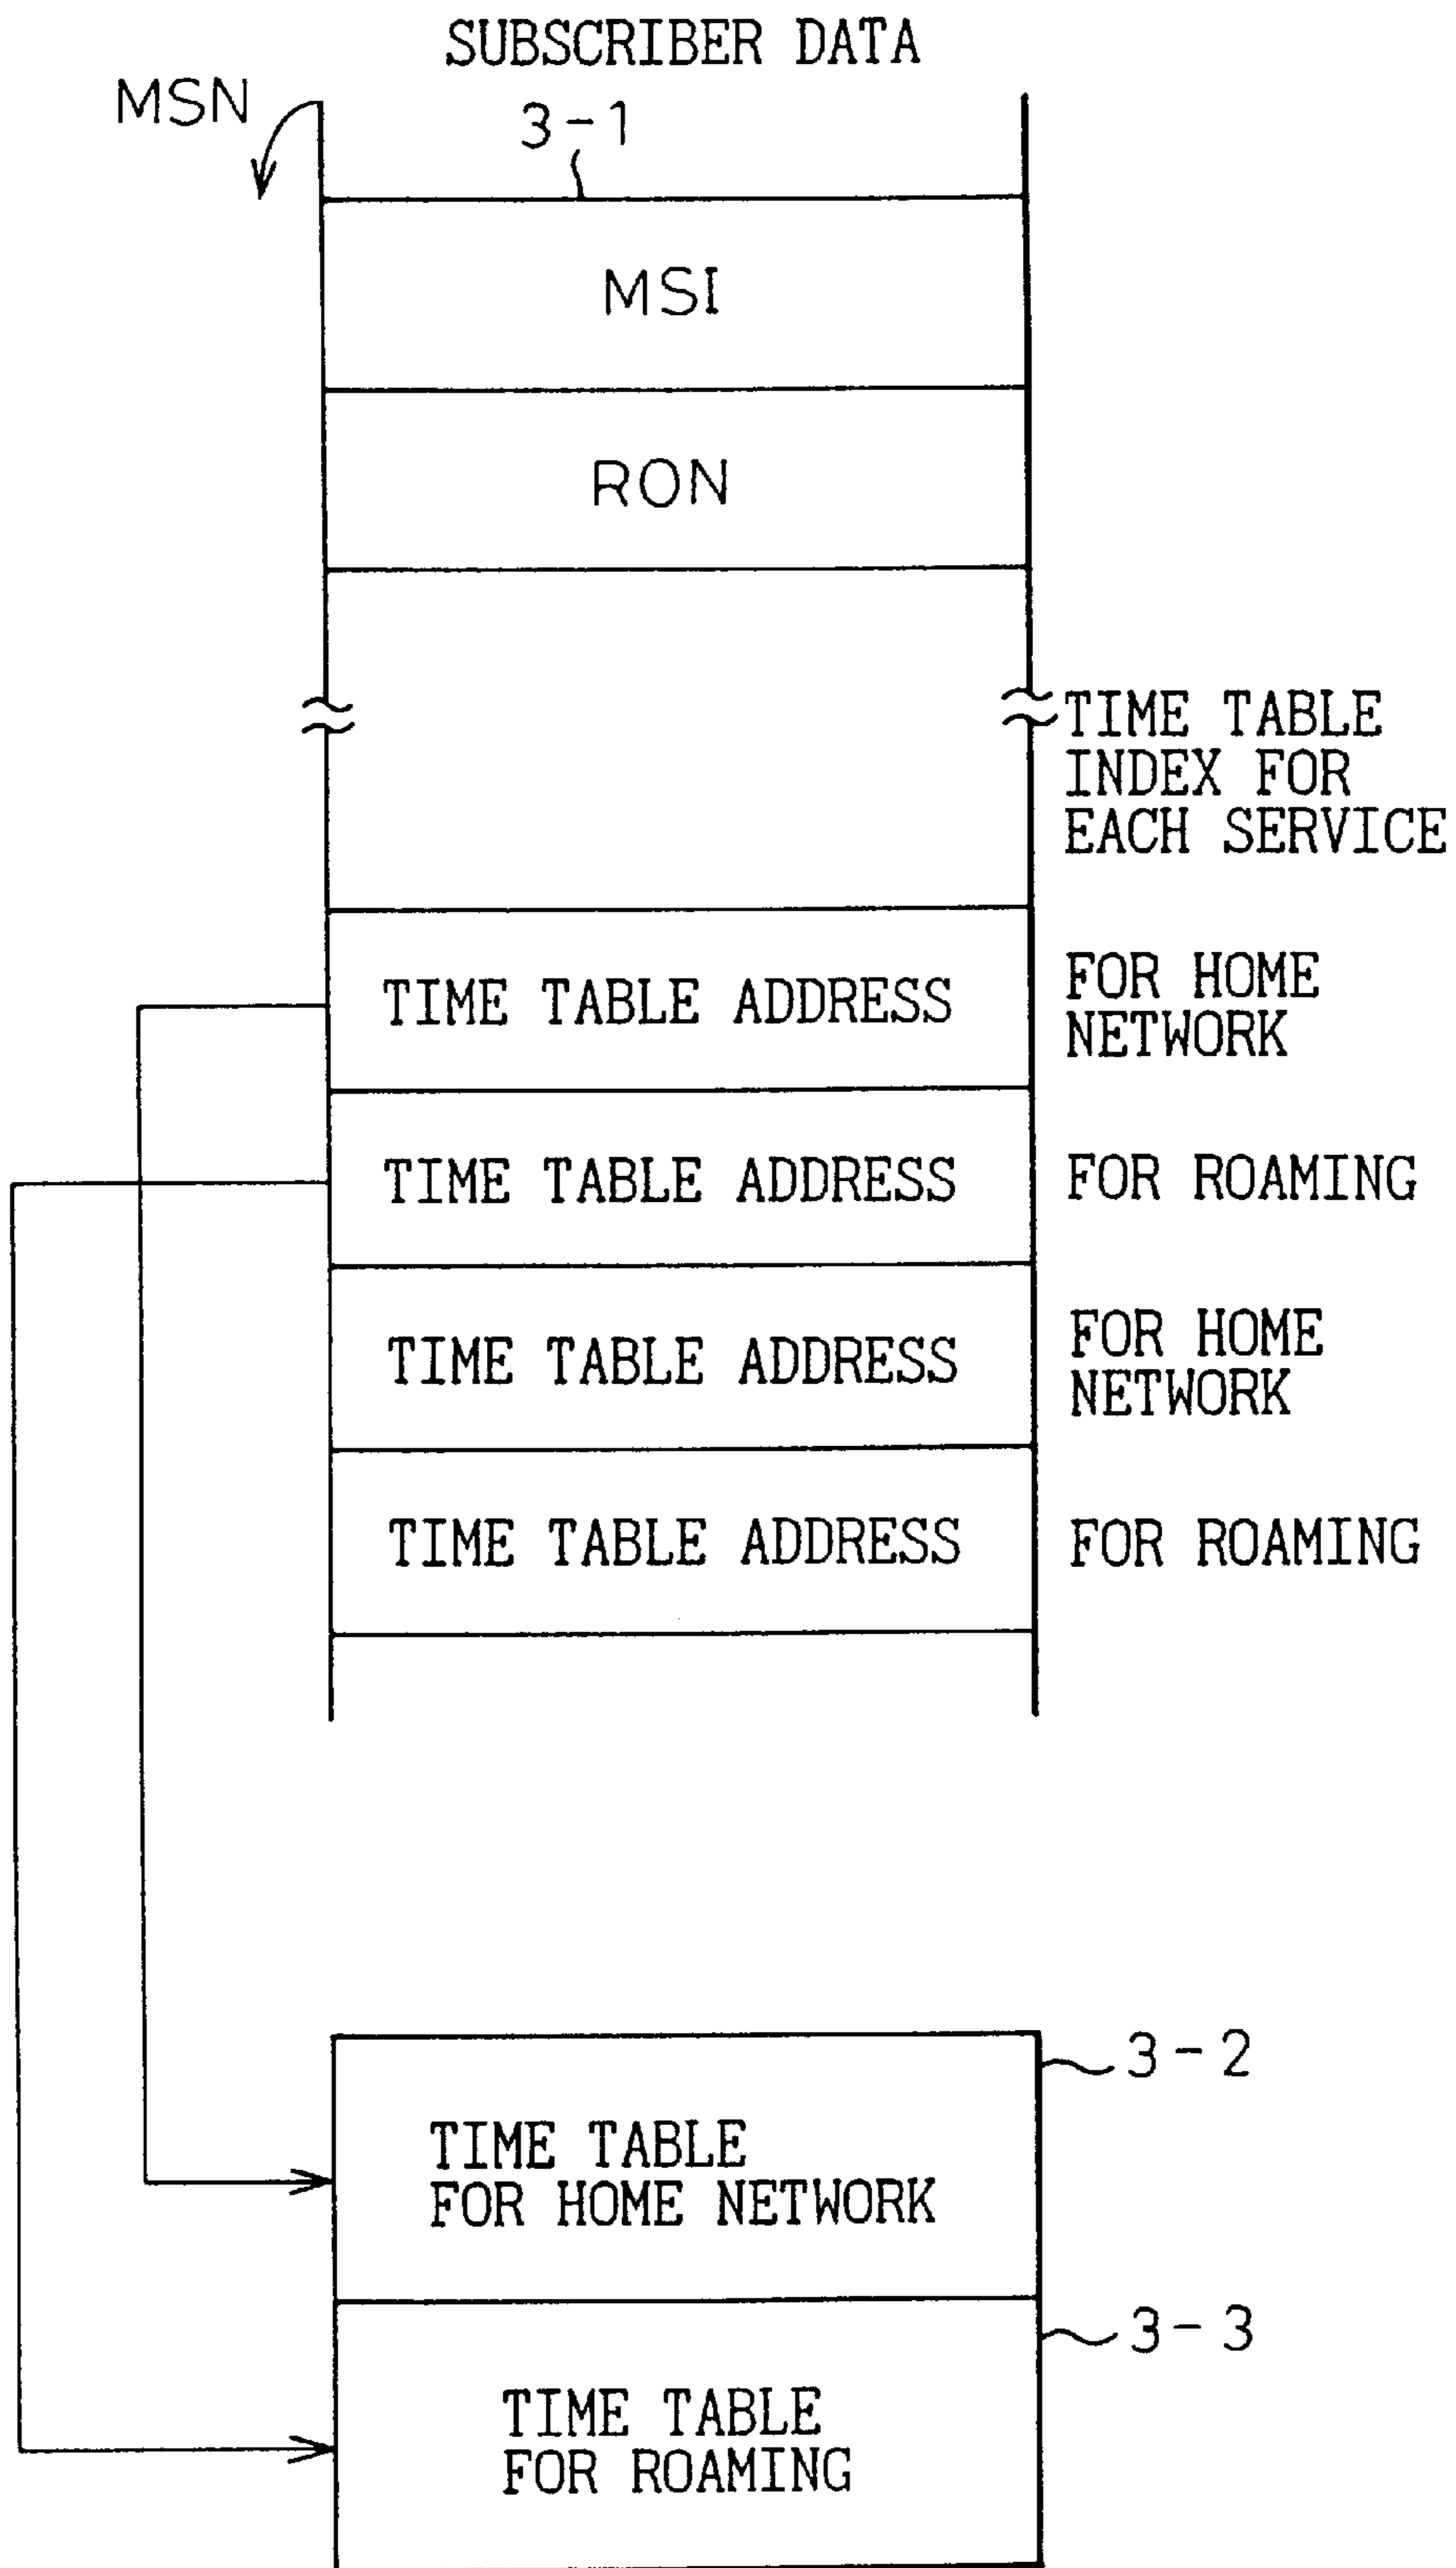 SUBSCRIBER DATA
MSN
3-1
MSI
RON
TIME TABLE
INDEX FOR
EACH SERVICE
TIME TABLE ADDRESS
FOR HOME
NETWORK
TIME TABLE ADDRESS
FOR ROAMING
TIME TABLE ADDRESS
FOR HOME
NETWORK
TIME TABLE ADDRESS
FOR ROAMING
3-2
TIME TABLE
FOR HOME NETWORK
3-3
TIME TABLE
FOR ROAMING